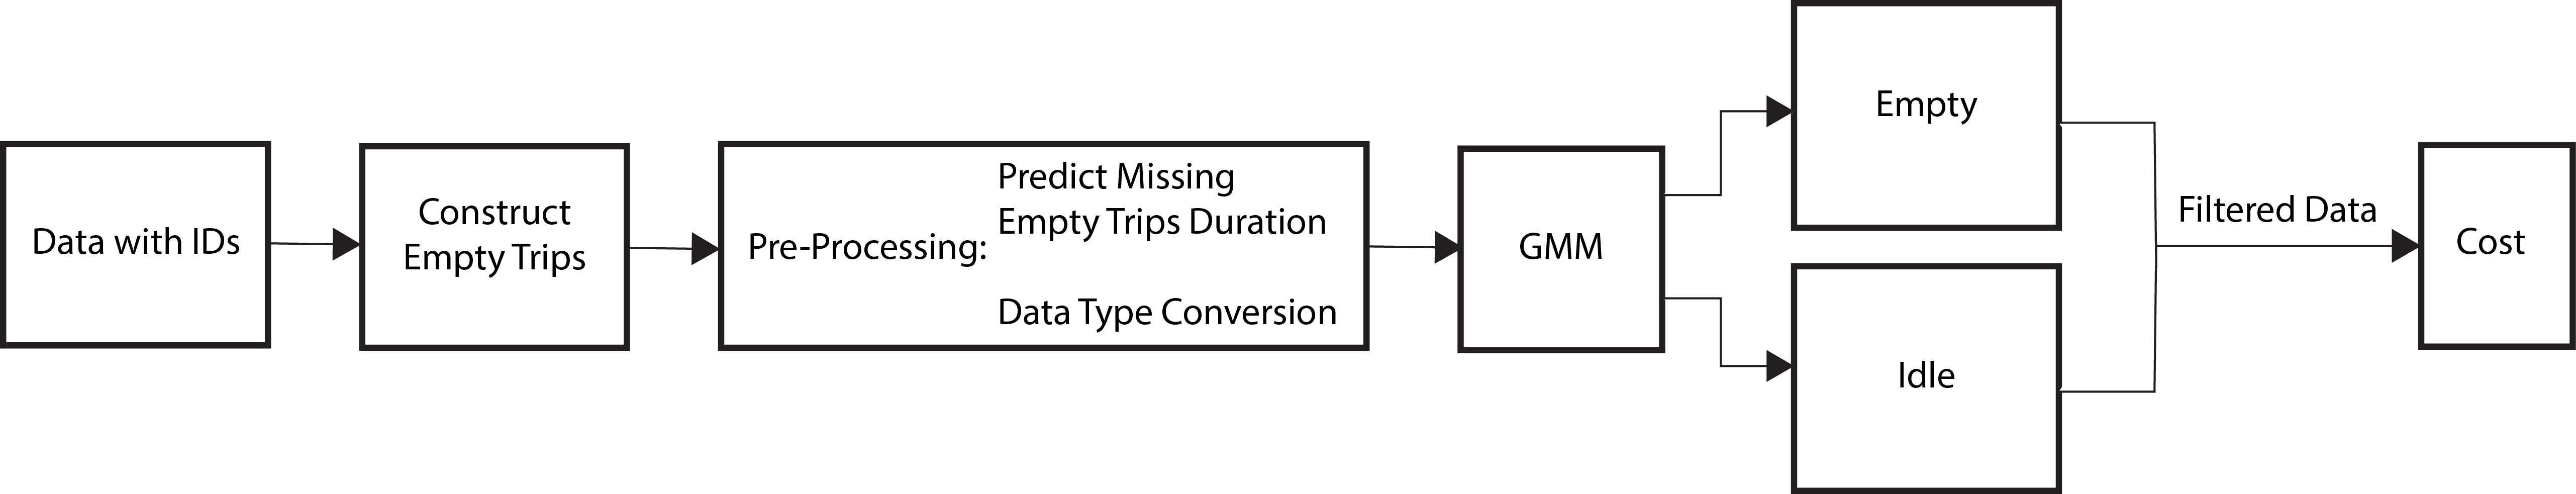 Data with IDs
Construct
Empty Trips
Pre-Processing:
Predict Missing
Empty Trips Duration
Data Type Conversion
GMM
Empty
Idle
Filtered Data
Cost